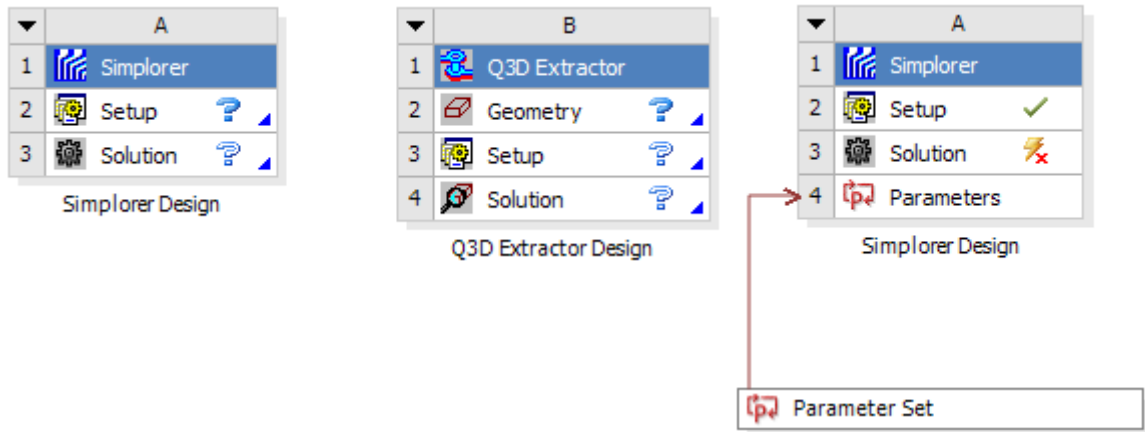 A
1 Simplorer
2 Setup ?
3 Solution ?
Simplorer Design
B
1 Q3D Extractor
2 Geometry ?
3 Setup ?
4 Solution ?
Q3D Extractor Design
A
1 Simplorer
2 Setup
3 Solution
4 Parameters
Simplorer Design
Parameter Set